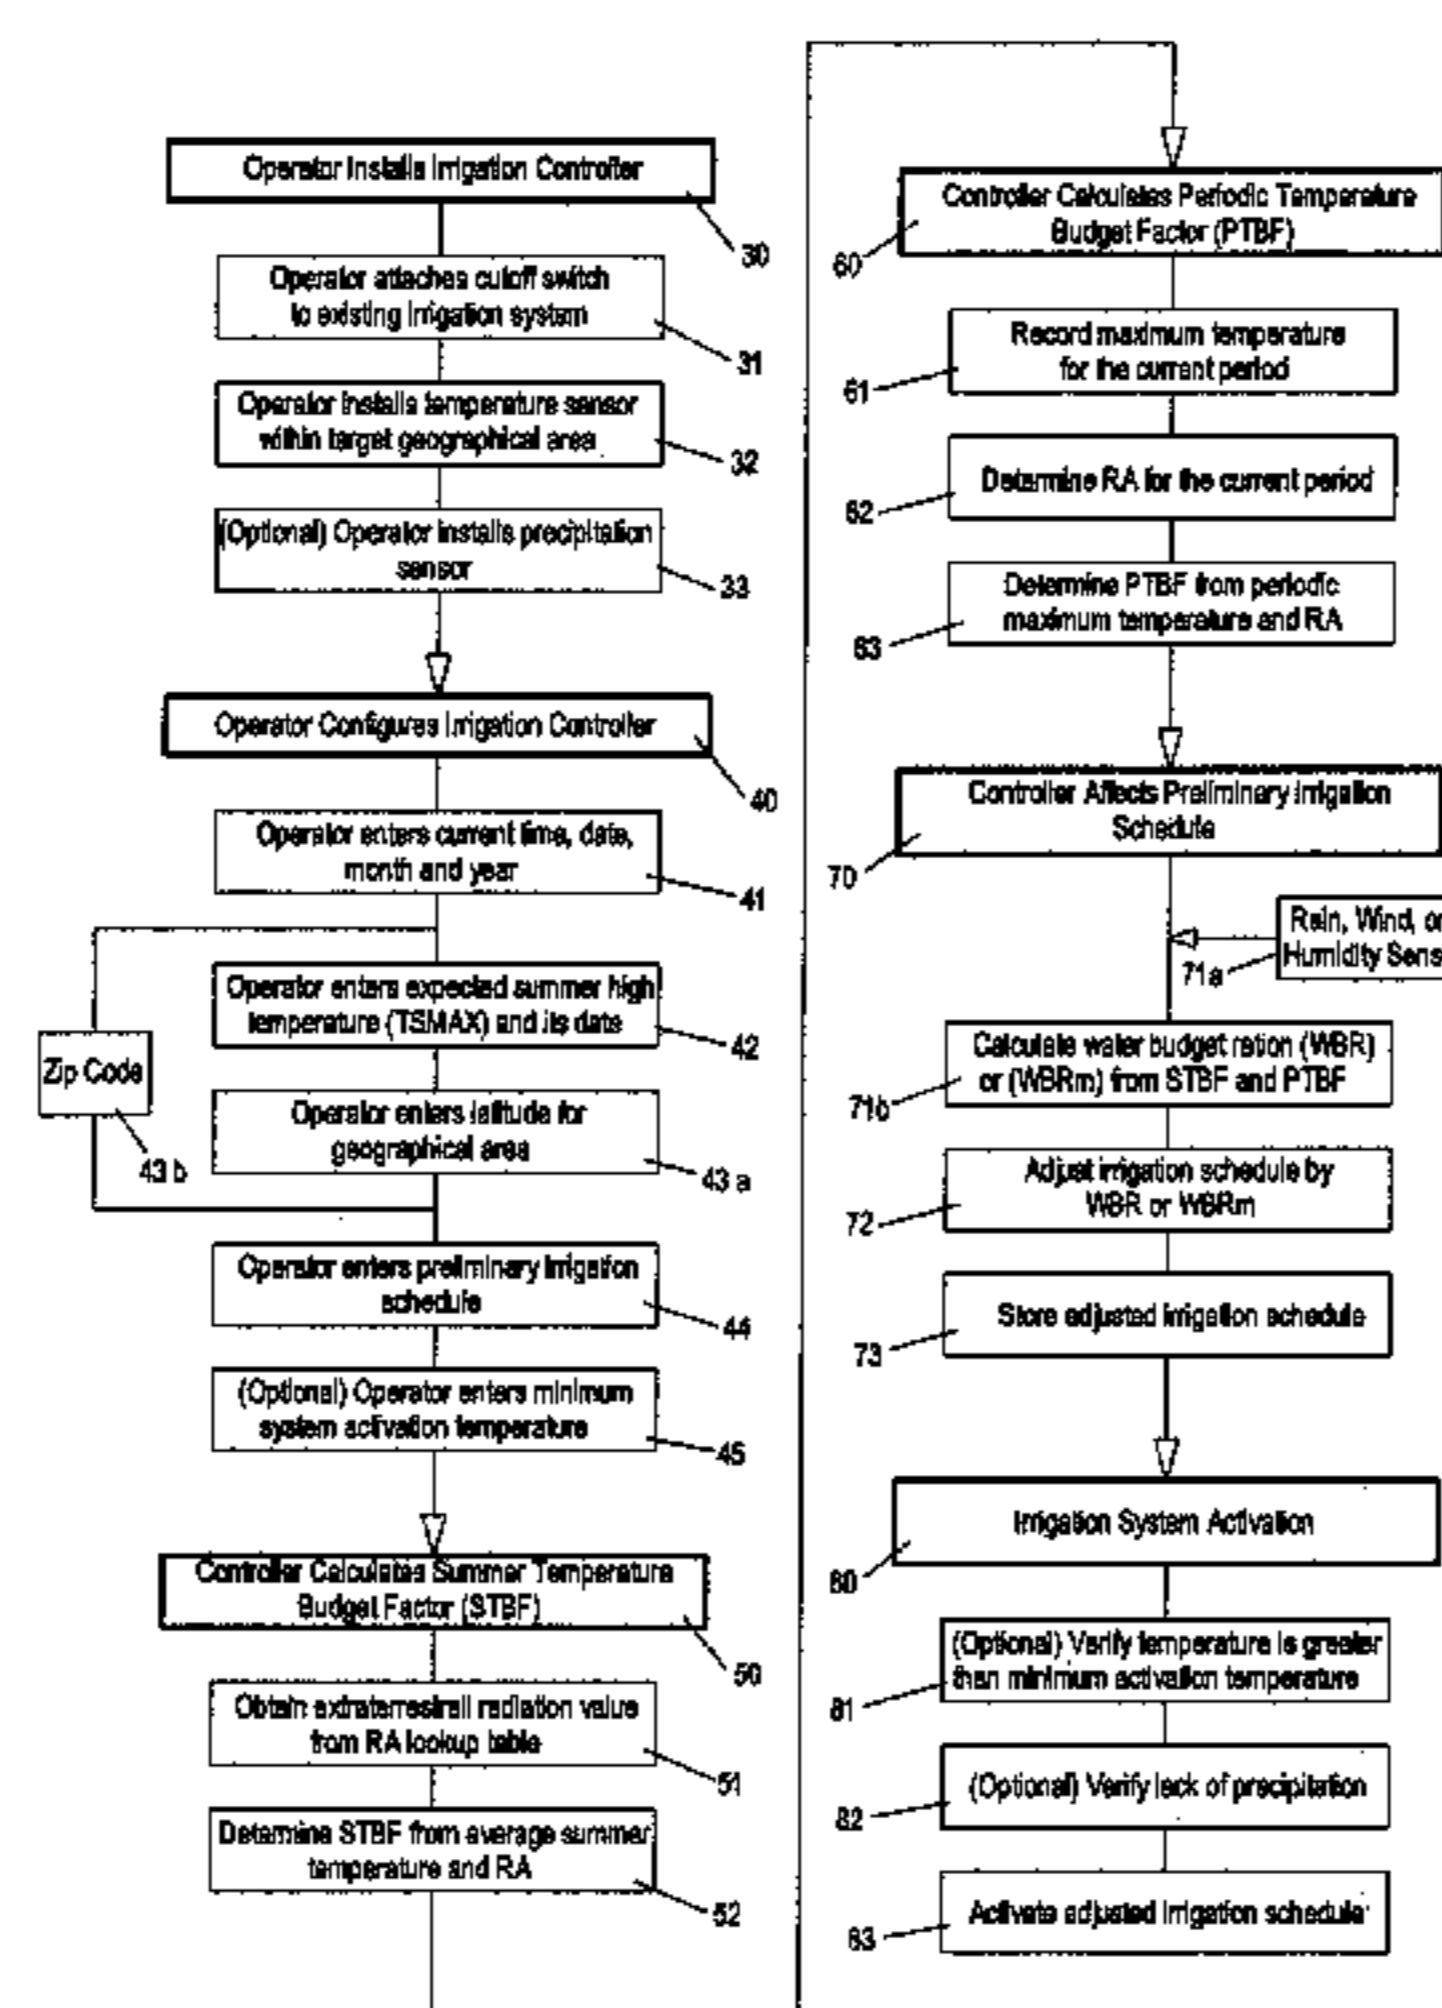 Operator Installs Irrigation Controller
30
Operator attaches cutoff switch
to existing irrigation system
31
Operator installs temperature sensor
within target geographical area
32
(Optional) Operator installs precipitation
sensor
33
Operator Configures Irrigation Controller
40
Operator enters current time, date,
month and year
41
Operator enters expected summer high
temperature (TSMAX) and its date
42
Zip Code
43 b
Operator enters latitude for
geographical area
43 a
Operator enters preliminary irrigation
schedule
44
(Optional) Operator enters minimum
system activation temperature
45
Controller Calculates Summer Temperature
Budget Factor (STBF)
50
Obtain extraterrestrail radiation value
from RA lookup table
51
Determine STBF from average summer
temperature and RA
52
Controller Calculates Periodic Temperature
Budget Factor (PTBF)
60
Record maximum temperature
for the current period
61
Determine RA for the current period
62
Determine PTBF from periodic
maximum temperature and RA
63
Controller Affects Preliminary Irrigation
Schedule
70
Rain, Wind, or
Humidity Sens
71a
Calculate water budget ration (WBR)
or (WBRm) from STBF and PTBF
71b
Adjust irrigation schedule by
WBR or WBRm
72
Store adjusted irrigation schedule
73
Irrigation System Activation
80
(Optional) Verify temperature is greater
than minimum activation temperature
81
(Optional) Verify lack of precipitation
82
Activate adjusted irrigation schedule
83